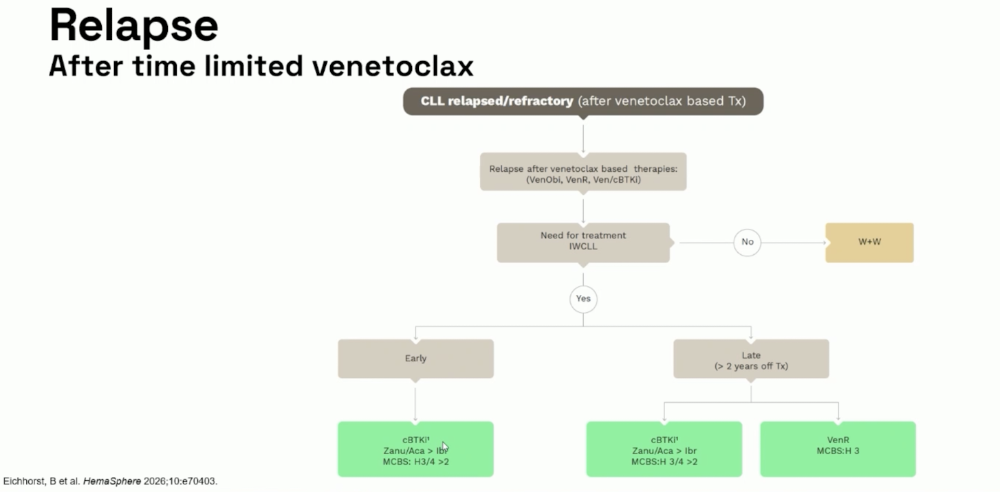 Relapse
After time limited venetoclax
CLL relapsed/refractory (after venetoclax based Tx)
Relapse after venetoclax based therapies:
(VenObi, VenR, Ven/cBTKi)
Need for treatment
IWCLL
No
W+W
Yes
Early
Late
(> 2 years off Tx)
cBTKi¹
Zanu/Aca > Ibr
MCBS: H3/4 >2
cBTKi¹
Zanu/Aca > Ibr
MCBS:H 3/4 >2
VenR
MCBS:H 3
Eichhorst, B et al. HemaSphere 2026;10:e70403.